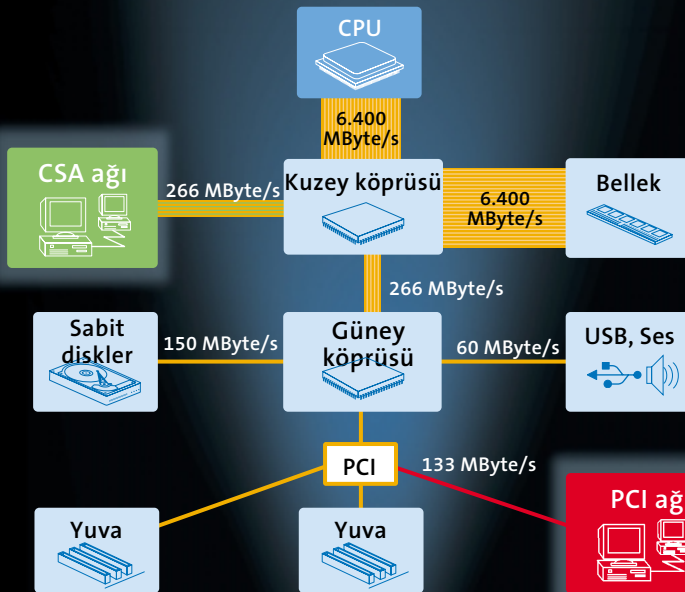 CPU
6.400
MByte/s
CSA ağı
266 MByte/s
Kuzey köprüsü
6.400
MByte/s
Bellek
266 MByte/s
Sabit
diskler
150 MByte/s
Güney
köprüsü
60 MByte/s
USB, Ses
PCI
133 MByte/s
Yuva
Yuva
PCI ağ